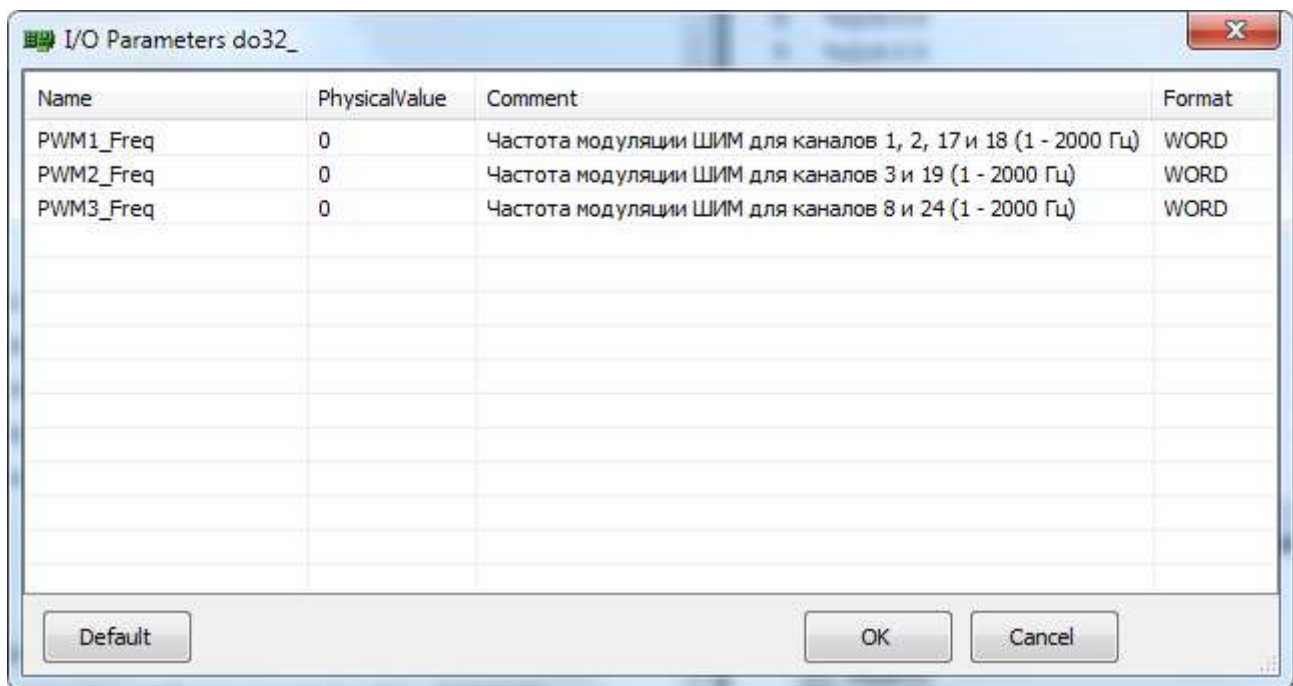 I/O Parameters do32_
Name PhysicalValue Comment Format
PWM1_Freq 0 Частота модуляции ШИМ для каналов 1, 2, 17 и 18 (1 - 2000 Гц) WORD
PWM2_Freq 0 Частота модуляции ШИМ для каналов 3 и 19 (1 - 2000 Гц) WORD
PWM3_Freq 0 Частота модуляции ШИМ для каналов 8 и 24 (1 - 2000 Гц) WORD
Default OK Cancel